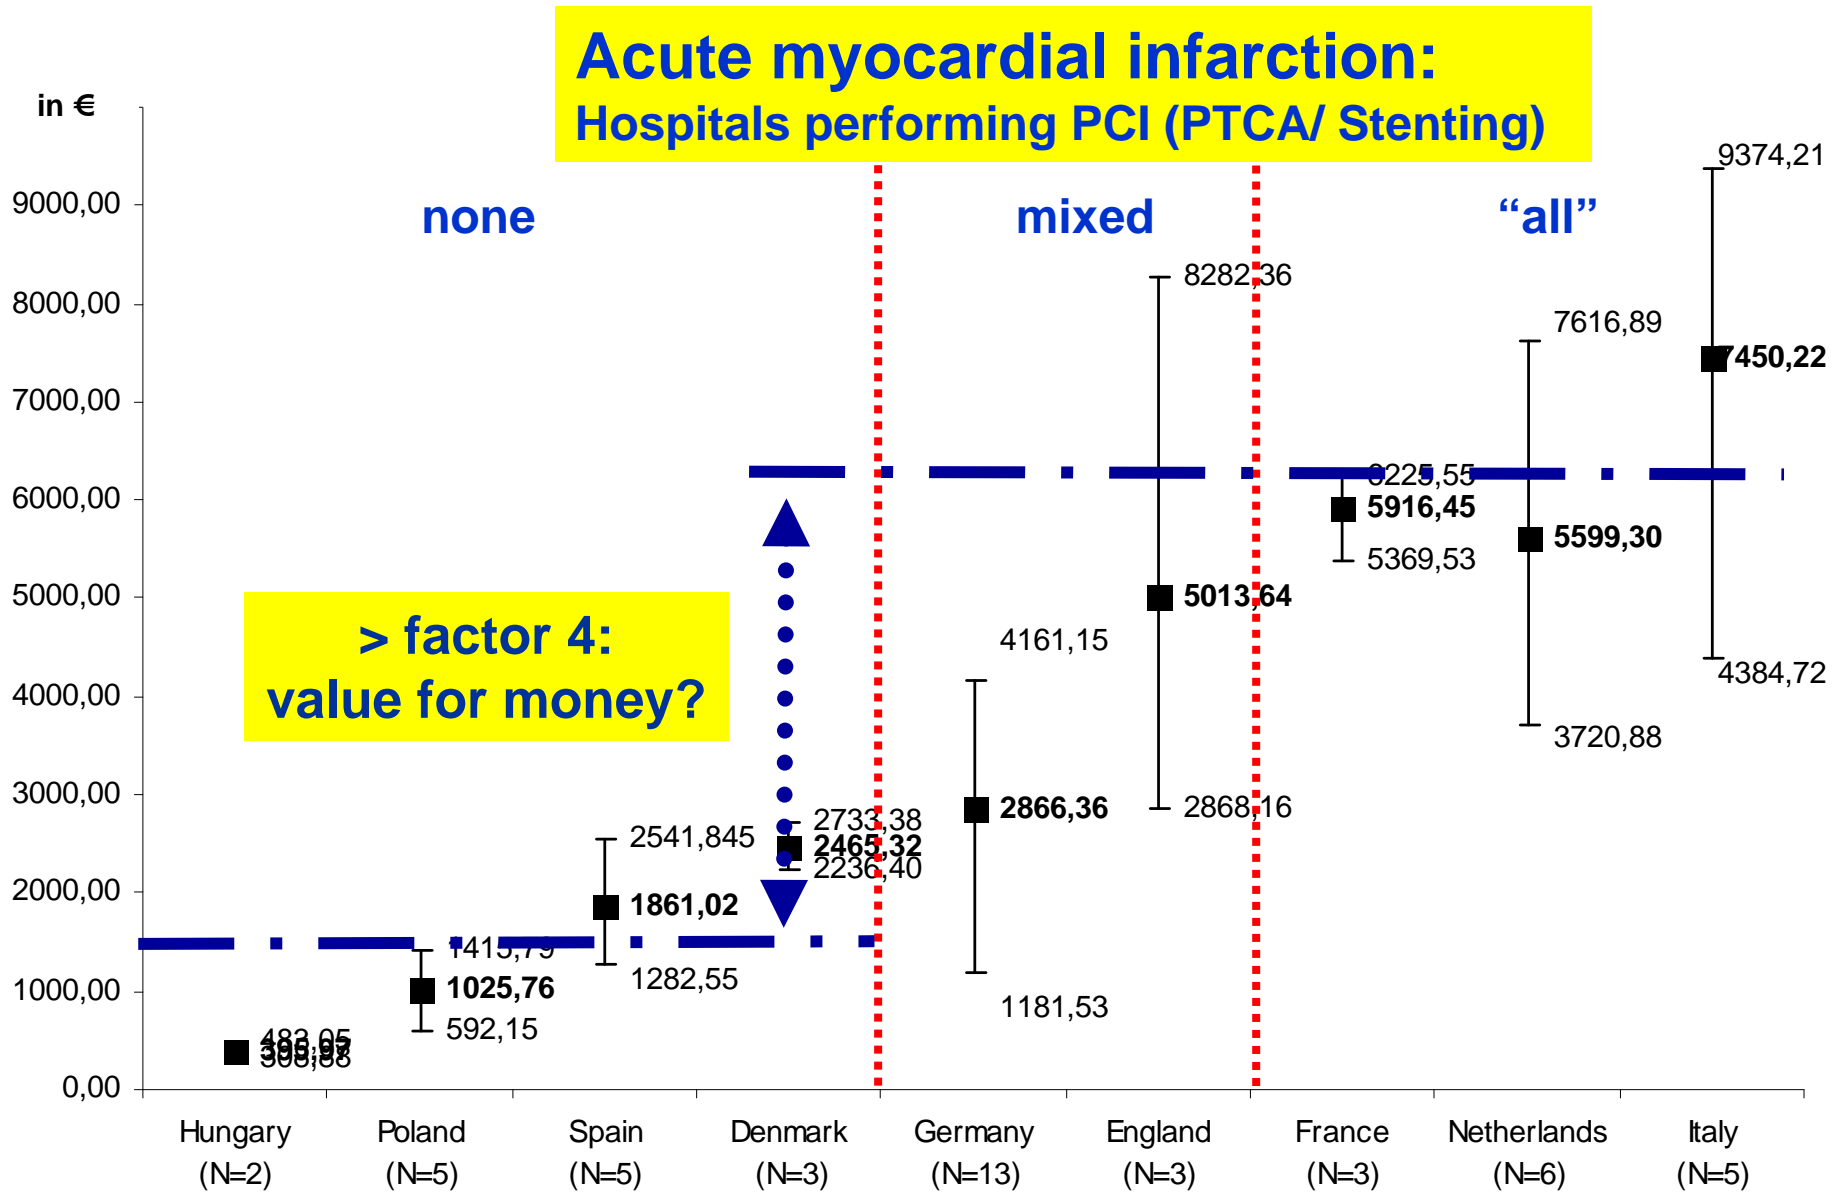 Acute myocardial infarction:
Hospitals performing PCI (PTCA/ Stenting)
in €
9000,00
8000,00
7000,00
6000,00
5000,00
4000,00
3000,00
2000,00
1000,00
0,00
none
mixed
“all”
> factor 4:
value for money?
483,05
1415,79
1025,76
592,15
2541,845
1861,02
1282,55
2733,38
2465,32
2236,40
4161,15
2866,36
1181,53
8282,36
5013,64
2868,16
6225,55
5916,45
5369,53
7616,89
5599,30
3720,88
9374,21
7450,22
4384,72
Hungary
(N=2)
Poland
(N=5)
Spain
(N=5)
Denmark
(N=3)
Germany
(N=13)
England
(N=3)
France
(N=3)
Netherlands
(N=6)
Italy
(N=5)